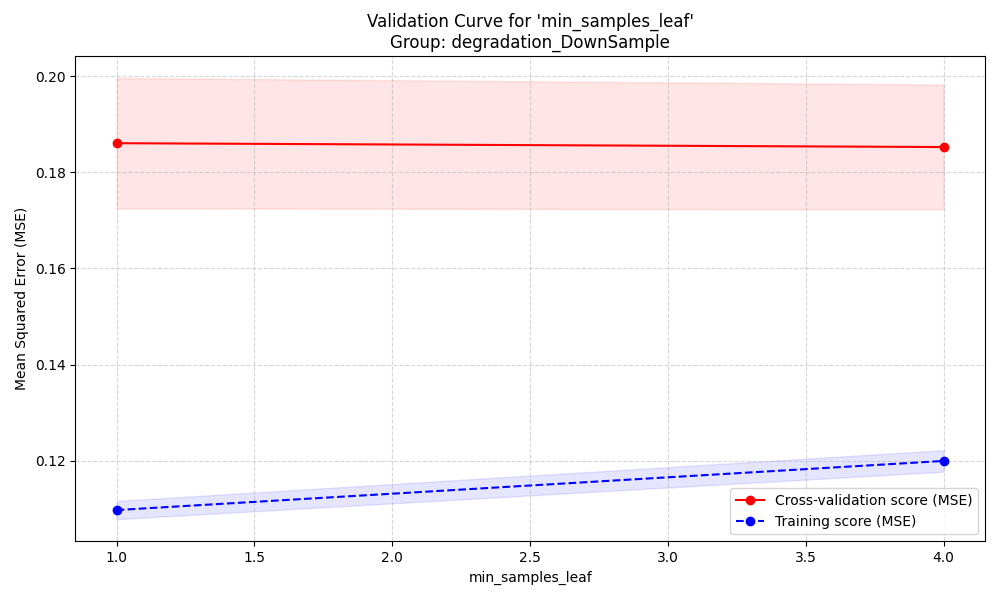 Validation Curve for 'min_samples_leaf'
Group: degradation_DownSample
Mean Squared Error (MSE)
0.20
0.18
0.16
0.14
0.12
1.0
1.5
2.0
2.5
3.0
3.5
4.0
min_samples_leaf
Cross-validation score (MSE)
Training score (MSE)